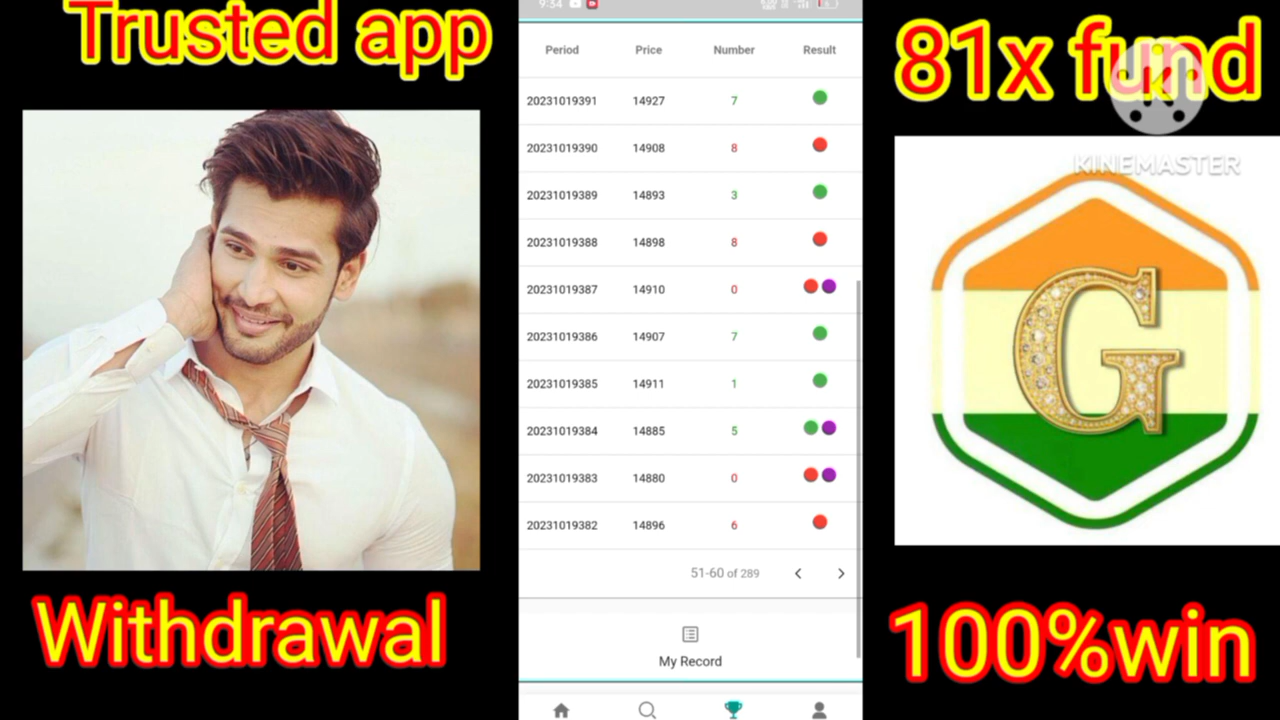 Trusted app
Withdrawal
9:34
Period Price Number Result
20231019391 14927 7
20231019390 14908 8
20231019389 14893 3
20231019388 14898 8
20231019387 14910 0
20231019386 14907 7
20231019385 14911 1
20231019384 14885 5
20231019383 14880 0
20231019382 14896 6
51-60 of 289
My Record
81x fund
K
KINEMASTER
G
100%win